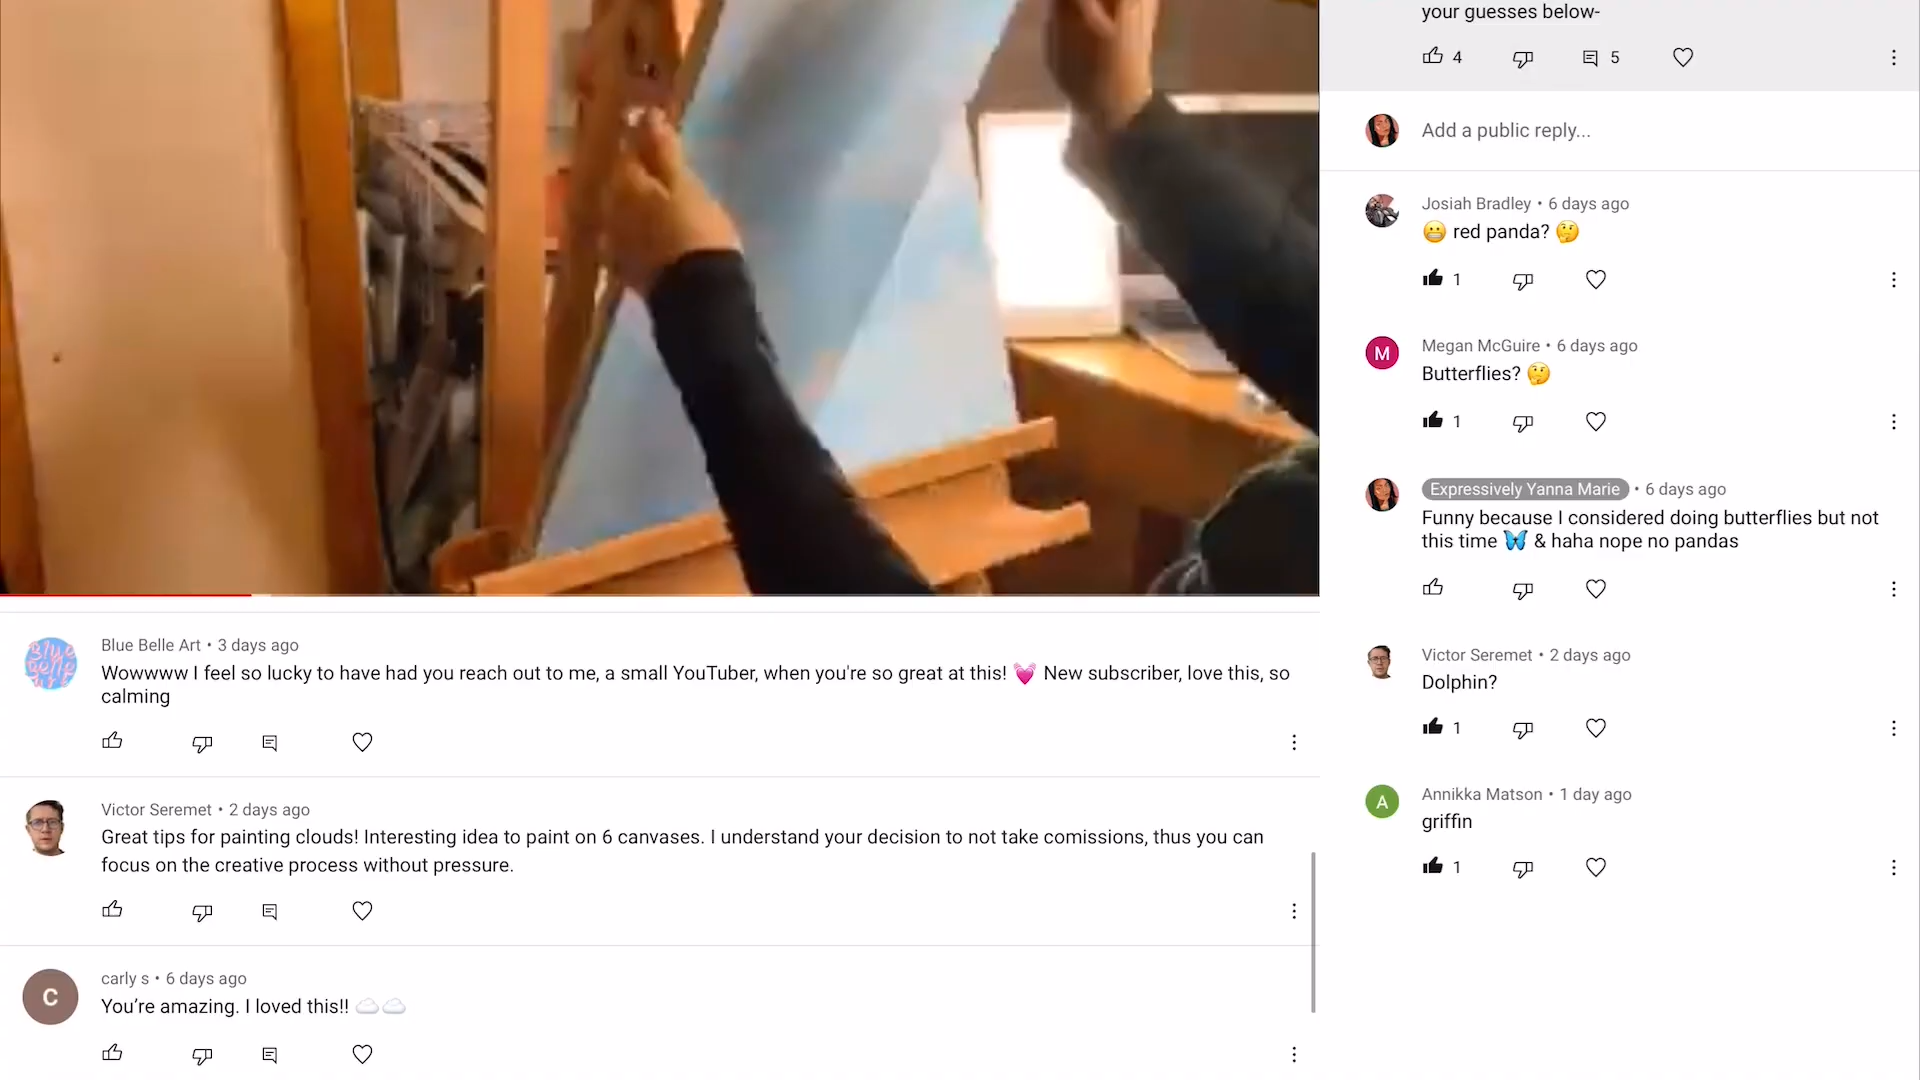 your guesses below-
4
5
Add a public reply...
Josiah Bradley • 6 days ago
😬 red panda? 🤔
1
M
Megan McGuire • 6 days ago
Butterflies? 🤔
1
Expressively Yanna Marie • 6 days ago
Funny because I considered doing butterflies but not
this time 🦋 & haha nope no pandas
Victor Seremet • 2 days ago
Dolphin?
1
A
Annikka Matson • 1 day ago
griffin
1
Blue Belle Art
Blue Belle Art • 3 days ago
Wowwww I feel so lucky to have had you reach out to me, a small YouTuber, when you're so great at this! 💓 New subscriber, love this, so
calming
Victor Seremet • 2 days ago
Great tips for painting clouds! Interesting idea to paint on 6 canvases. I understand your decision to not take comissions, thus you can
focus on the creative process without pressure.
C
carly s • 6 days ago
You’re amazing. I loved this!! ☁️☁️